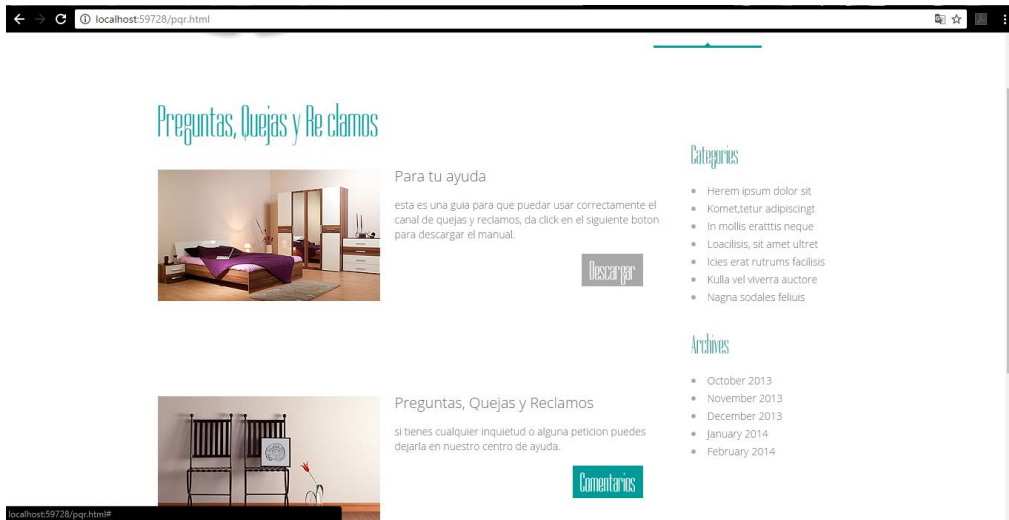 localhost:59728/pqr.html
Preguntas, Quejas y Re clamos
Para tu ayuda
esta es una guia para que puedar usar correctamente el
canal de quejas y reclamos, da click en el siguiente boton
para descargar el manual.
Descargar
Preguntas, Quejas y Reclamos
si tienes cualquier inquietud o alguna peticion puedes
dejarla en nuestro centro de ayuda.
Comentarios
Categories
Herem ipsum dolor sit
Komet,tetur adipiscingt
In mollis eratttis neque
Loacilisis, sit amet ultret
Icies erat rutrums facilisis
Kulla vel viverra auctore
Nagna sodales feliuis
Archives
October 2013
November 2013
December 2013
January 2014
February 2014
localhost:59728/pqr.html#